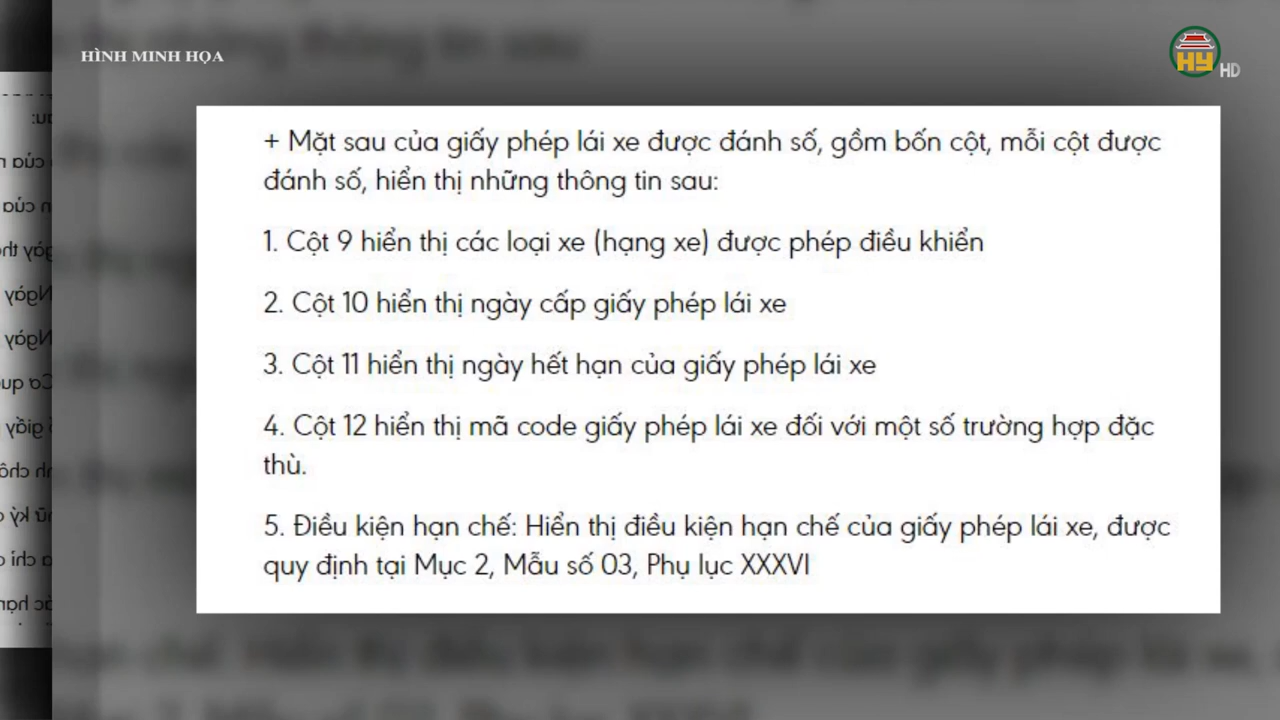 HÌNH MINH HỌA
HY HD
+ Mặt sau của giấy phép lái xe được đánh số, gồm bốn cột, mỗi cột được
đánh số, hiển thị những thông tin sau:
1. Cột 9 hiển thị các loại xe (hạng xe) được phép điều khiển
2. Cột 10 hiển thị ngày cấp giấy phép lái xe
3. Cột 11 hiển thị ngày hết hạn của giấy phép lái xe
4. Cột 12 hiển thị mã code giấy phép lái xe đối với một số trường hợp đặc
thù.
5. Điều kiện hạn chế: Hiển thị điều kiện hạn chế của giấy phép lái xe, được
quy định tại Mục 2, Mẫu số 03, Phụ lục XXXVI